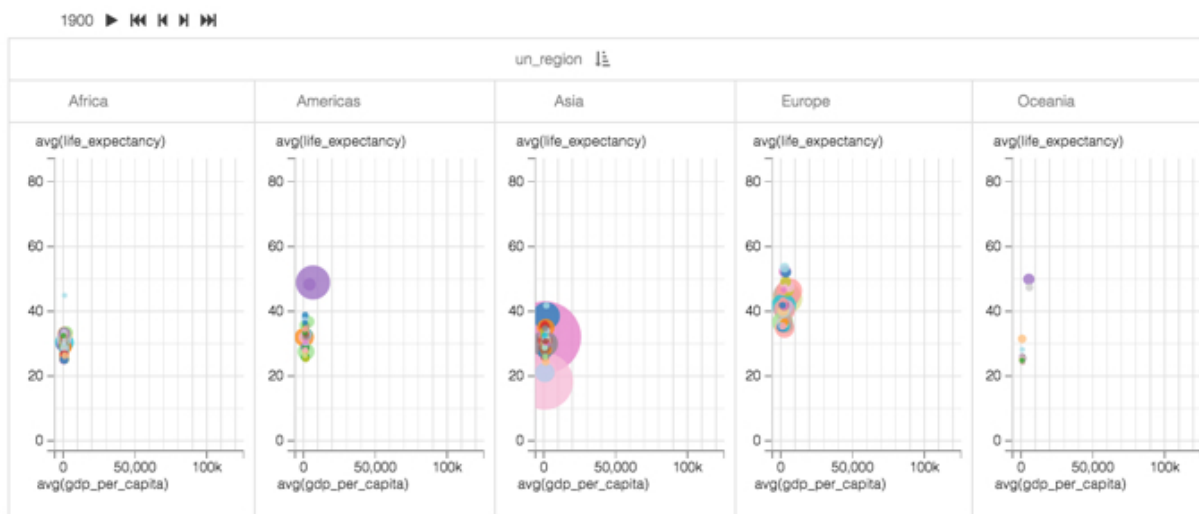 1900
un_region
Africa Americas Asia Europe Oceania
avg(life_expectancy) avg(life_expectancy) avg(life_expectancy) avg(life_expectancy) avg(life_expectancy)
80 80 80 80 80
60 60 60 60 60
40 40 40 40 40
20 20 20 20 20
0 0 0 0 0
0 50,000 100k 0 50,000 100k 0 50,000 100k 0 50,000 100k 0 50,000 100k
avg(gdp_per_capita) avg(gdp_per_capita) avg(gdp_per_capita) avg(gdp_per_capita) avg(gdp_per_capita)